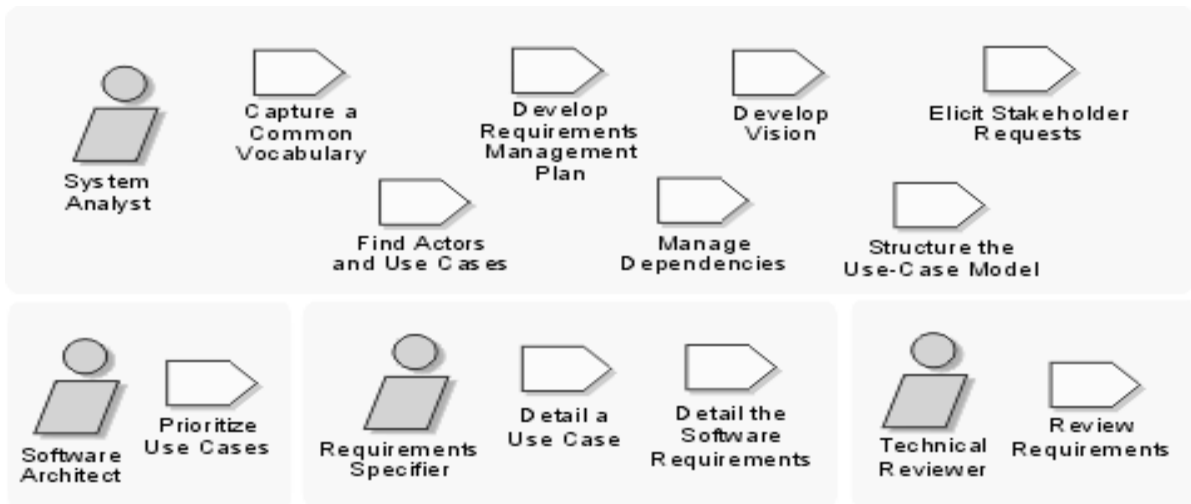 System
Analyst
Capture a
Common
Vocabulary
Develop
Requirements
Management
Plan
Develop
Vision
Elicit Stakeholder
Requests
Find Actors
and Use Cases
Manage
Dependencies
Structure the
Use-Case Model
Software
Architect
Prioritize
Use Cases
Requirements
Specifier
Detail a
Use Case
Detail the
Software
Requirements
Technical
Reviewer
Review
Requirements